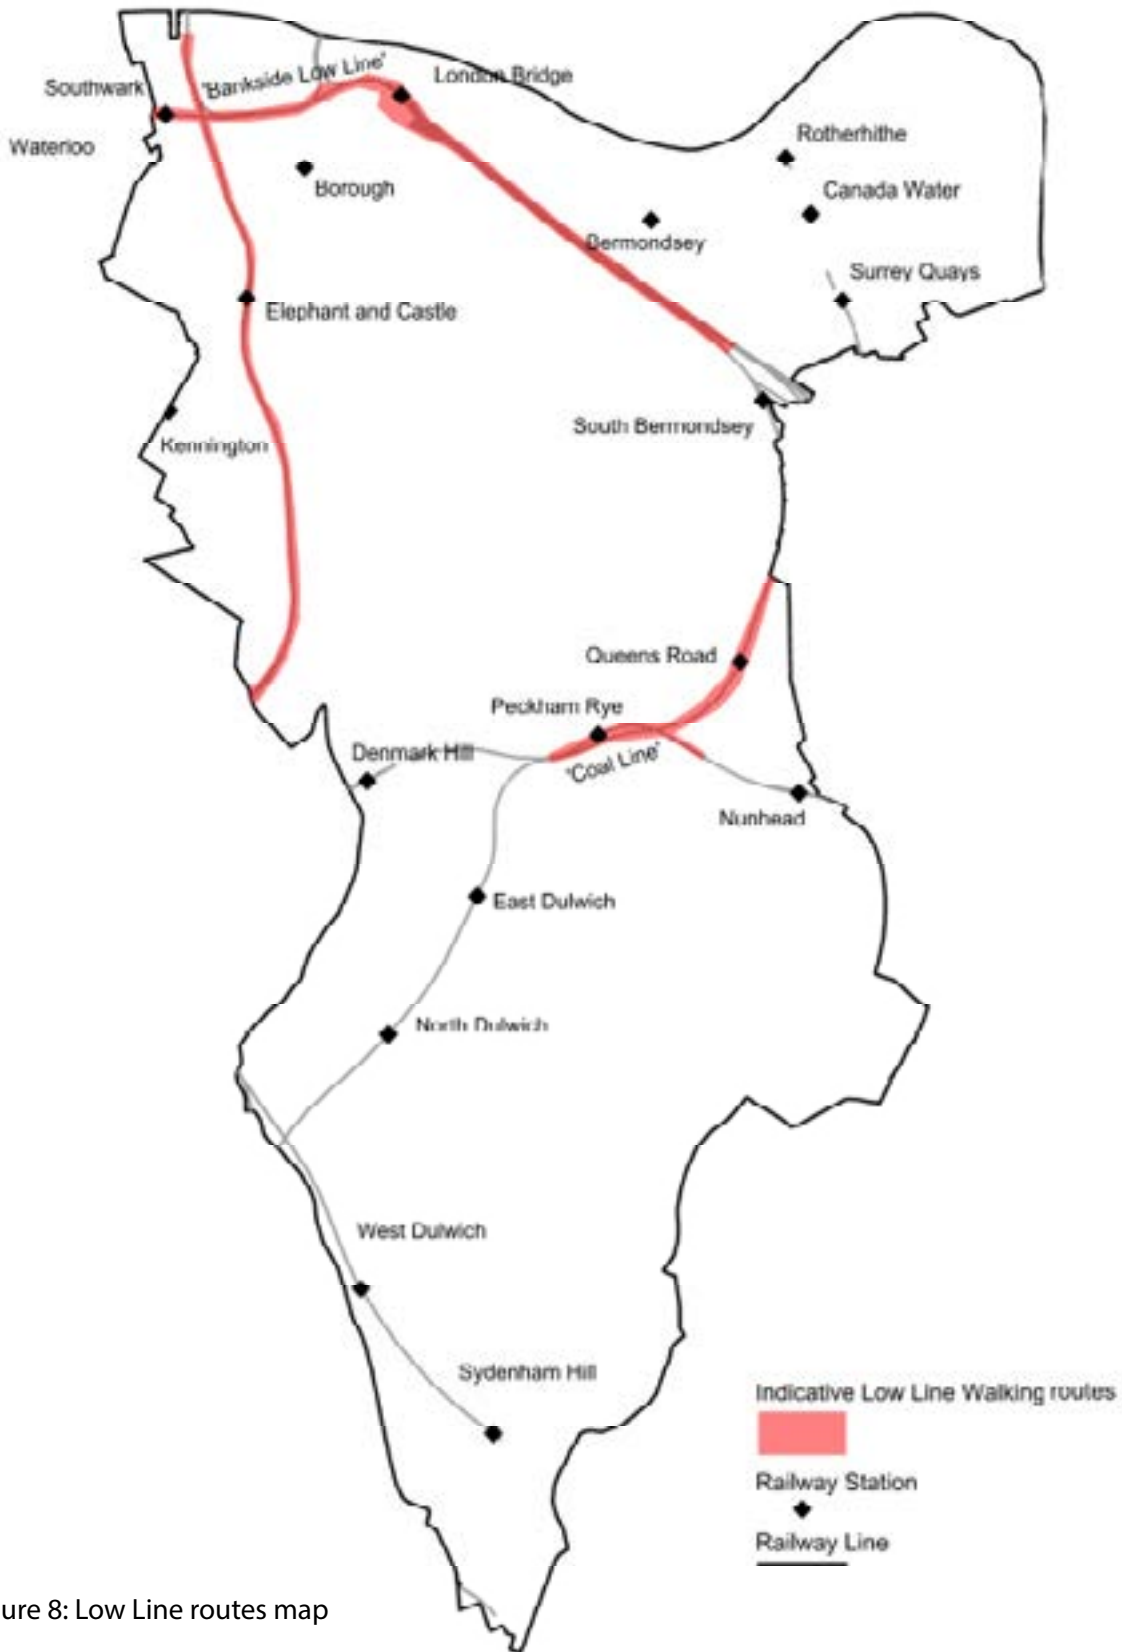 'Bankside Low Line'
London Bridge
Southwark
Waterloo
Rotherhithe
Borough
Canada Water
Bermondsey
Surrey Quays
Elephant and Castle
Kennington
South Bermondsey
Queens Road
Peckham Rye
Denmark Hill
'Coal Line'
Nunhead
East Dulwich
North Dulwich
West Dulwich
Sydenham Hill
Indicative Low Line Walking routes
Railway Station
Railway Line
ure 8: Low Line routes map